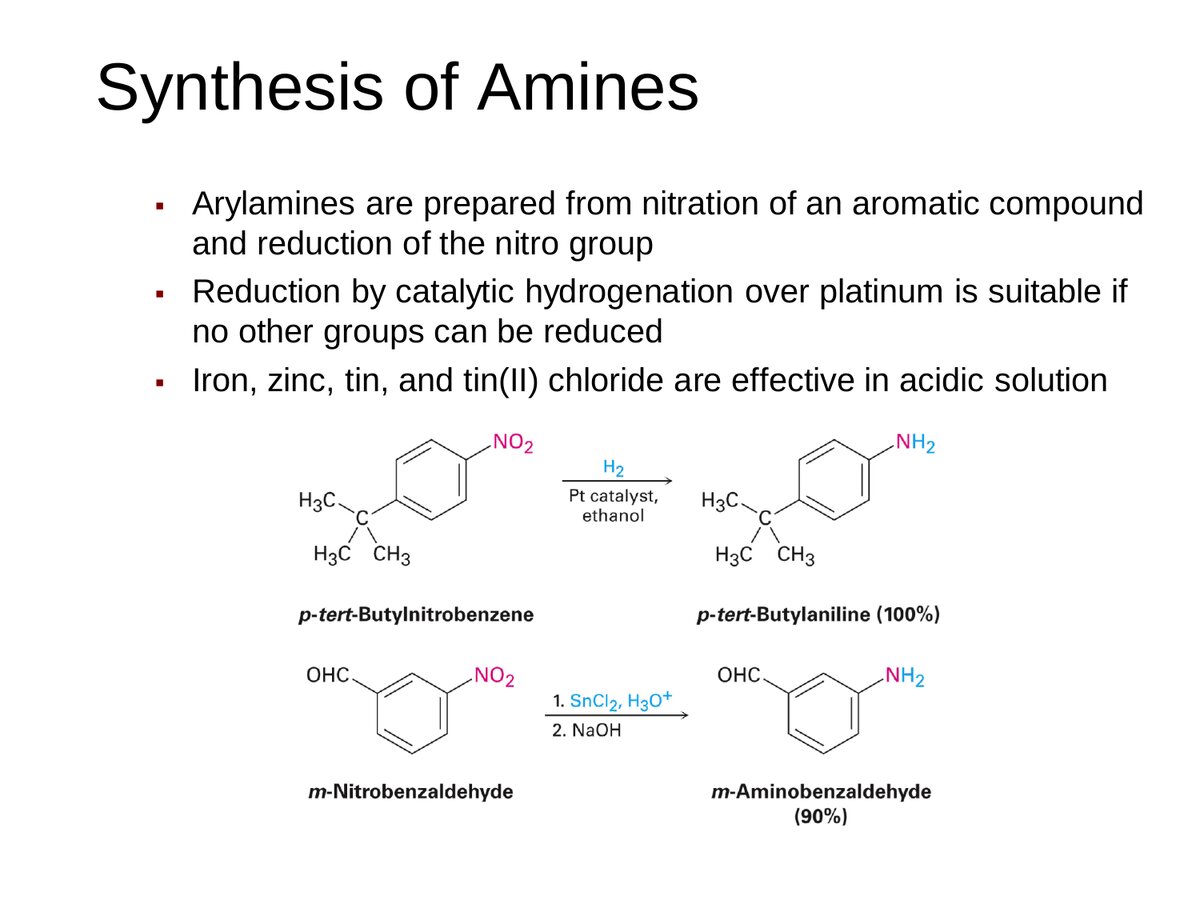 Synthesis of Amines
▪ Arylamines are prepared from nitration of an aromatic compound
and reduction of the nitro group
▪ Reduction by catalytic hydrogenation over platinum is suitable if
no other groups can be reduced
▪ Iron, zinc, tin, and tin(II) chloride are effective in acidic solution
NO₂
H₃C
C
H₃C CH₃
H₂
Pt catalyst,
ethanol
NH₂
H₃C
C
H₃C CH₃
p-tert-Butylnitrobenzene
p-tert-Butylaniline (100%)
OHC
NO₂
1. SnCl₂, H₃O⁺
2. NaOH
OHC
NH₂
m-Nitrobenzaldehyde
m-Aminobenzaldehyde
(90%)